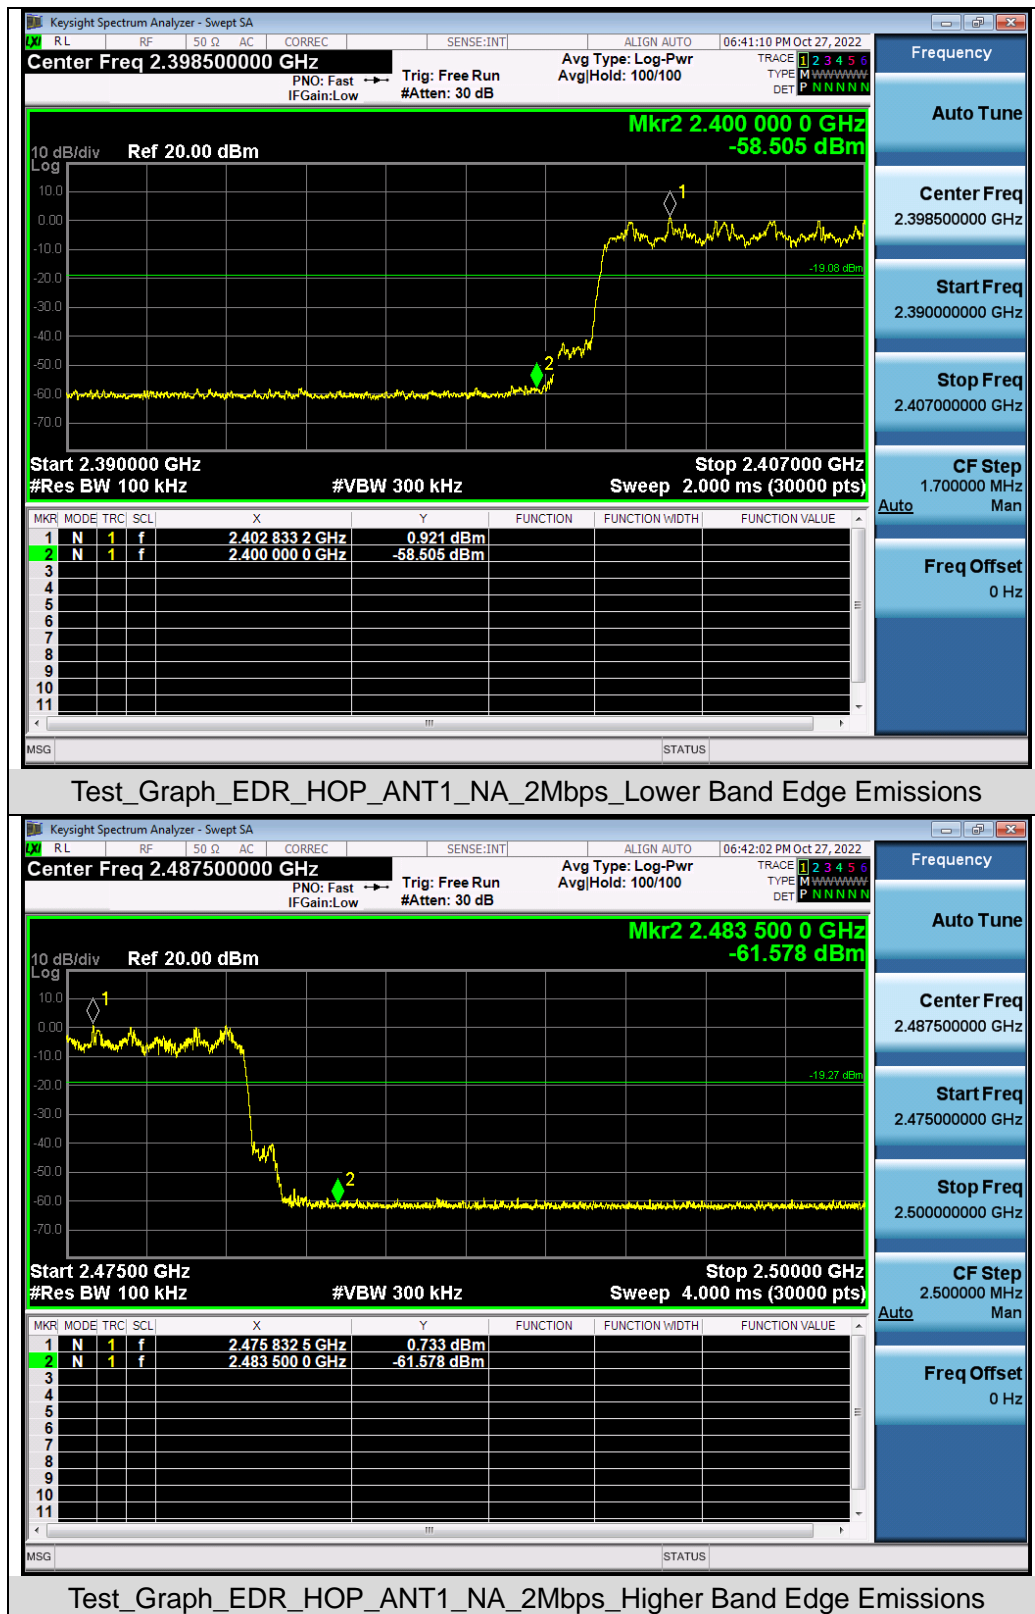 Keysight Spectrum Analyzer - Swept SA
LXI RL RF 50 Ω AC CORREC SENSE:INT ALIGN AUTO 06:41:10 PM Oct 27, 2022
Center Freq 2.398500000 GHz
PNO: Fast
IFGain:Low
Trig: Free Run
#Atten: 30 dB
Avg Type: Log-Pwr
Avg|Hold: 100/100
TRACE 1 2 3 4 5 6
TYPE M WWWWW
DET P N N N N N
Frequency
Mkr2 2.400 000 0 GHz
-58.505 dBm
10 dB/div Ref 20.00 dBm
Log
10.0
0.00
-10.0
-20.0
-30.0
-40.0
-50.0
-60.0
-70.0
1
2
-19.08 dBm
Start 2.390000 GHz
Stop 2.407000 GHz
#Res BW 100 kHz
#VBW 300 kHz
Sweep 2.000 ms (30000 pts)
Auto Tune
Center Freq
2.398500000 GHz
Start Freq
2.390000000 GHz
Stop Freq
2.407000000 GHz
CF Step
1.700000 MHz
Auto Man
Freq Offset
0 Hz
MKR MODE TRC SCL X Y FUNCTION FUNCTION WIDTH FUNCTION VALUE
1 N 1 f 2.402 833 2 GHz 0.921 dBm
2 N 1 f 2.400 000 0 GHz -58.505 dBm
3
4
5
6
7
8
9
10
11
MSG STATUS
Test_Graph_EDR_HOP_ANT1_NA_2Mbps_Lower Band Edge Emissions
Keysight Spectrum Analyzer - Swept SA
LXI RL RF 50 Ω AC CORREC SENSE:INT ALIGN AUTO 06:42:02 PM Oct 27, 2022
Center Freq 2.487500000 GHz
PNO: Fast
IFGain:Low
Trig: Free Run
#Atten: 30 dB
Avg Type: Log-Pwr
Avg|Hold: 100/100
TRACE 1 2 3 4 5 6
TYPE M WWWWW
DET P N N N N N
Frequency
Mkr2 2.483 500 0 GHz
-61.578 dBm
10 dB/div Ref 20.00 dBm
Log
10.0
0.00
-10.0
-20.0
-30.0
-40.0
-50.0
-60.0
-70.0
1
2
-19.27 dBm
Start 2.47500 GHz
Stop 2.50000 GHz
#Res BW 100 kHz
#VBW 300 kHz
Sweep 4.000 ms (30000 pts)
Auto Tune
Center Freq
2.487500000 GHz
Start Freq
2.475000000 GHz
Stop Freq
2.500000000 GHz
CF Step
2.500000 MHz
Auto Man
Freq Offset
0 Hz
MKR MODE TRC SCL X Y FUNCTION FUNCTION WIDTH FUNCTION VALUE
1 N 1 f 2.475 832 5 GHz 0.733 dBm
2 N 1 f 2.483 500 0 GHz -61.578 dBm
3
4
5
6
7
8
9
10
11
MSG STATUS
Test_Graph_EDR_HOP_ANT1_NA_2Mbps_Higher Band Edge Emissions